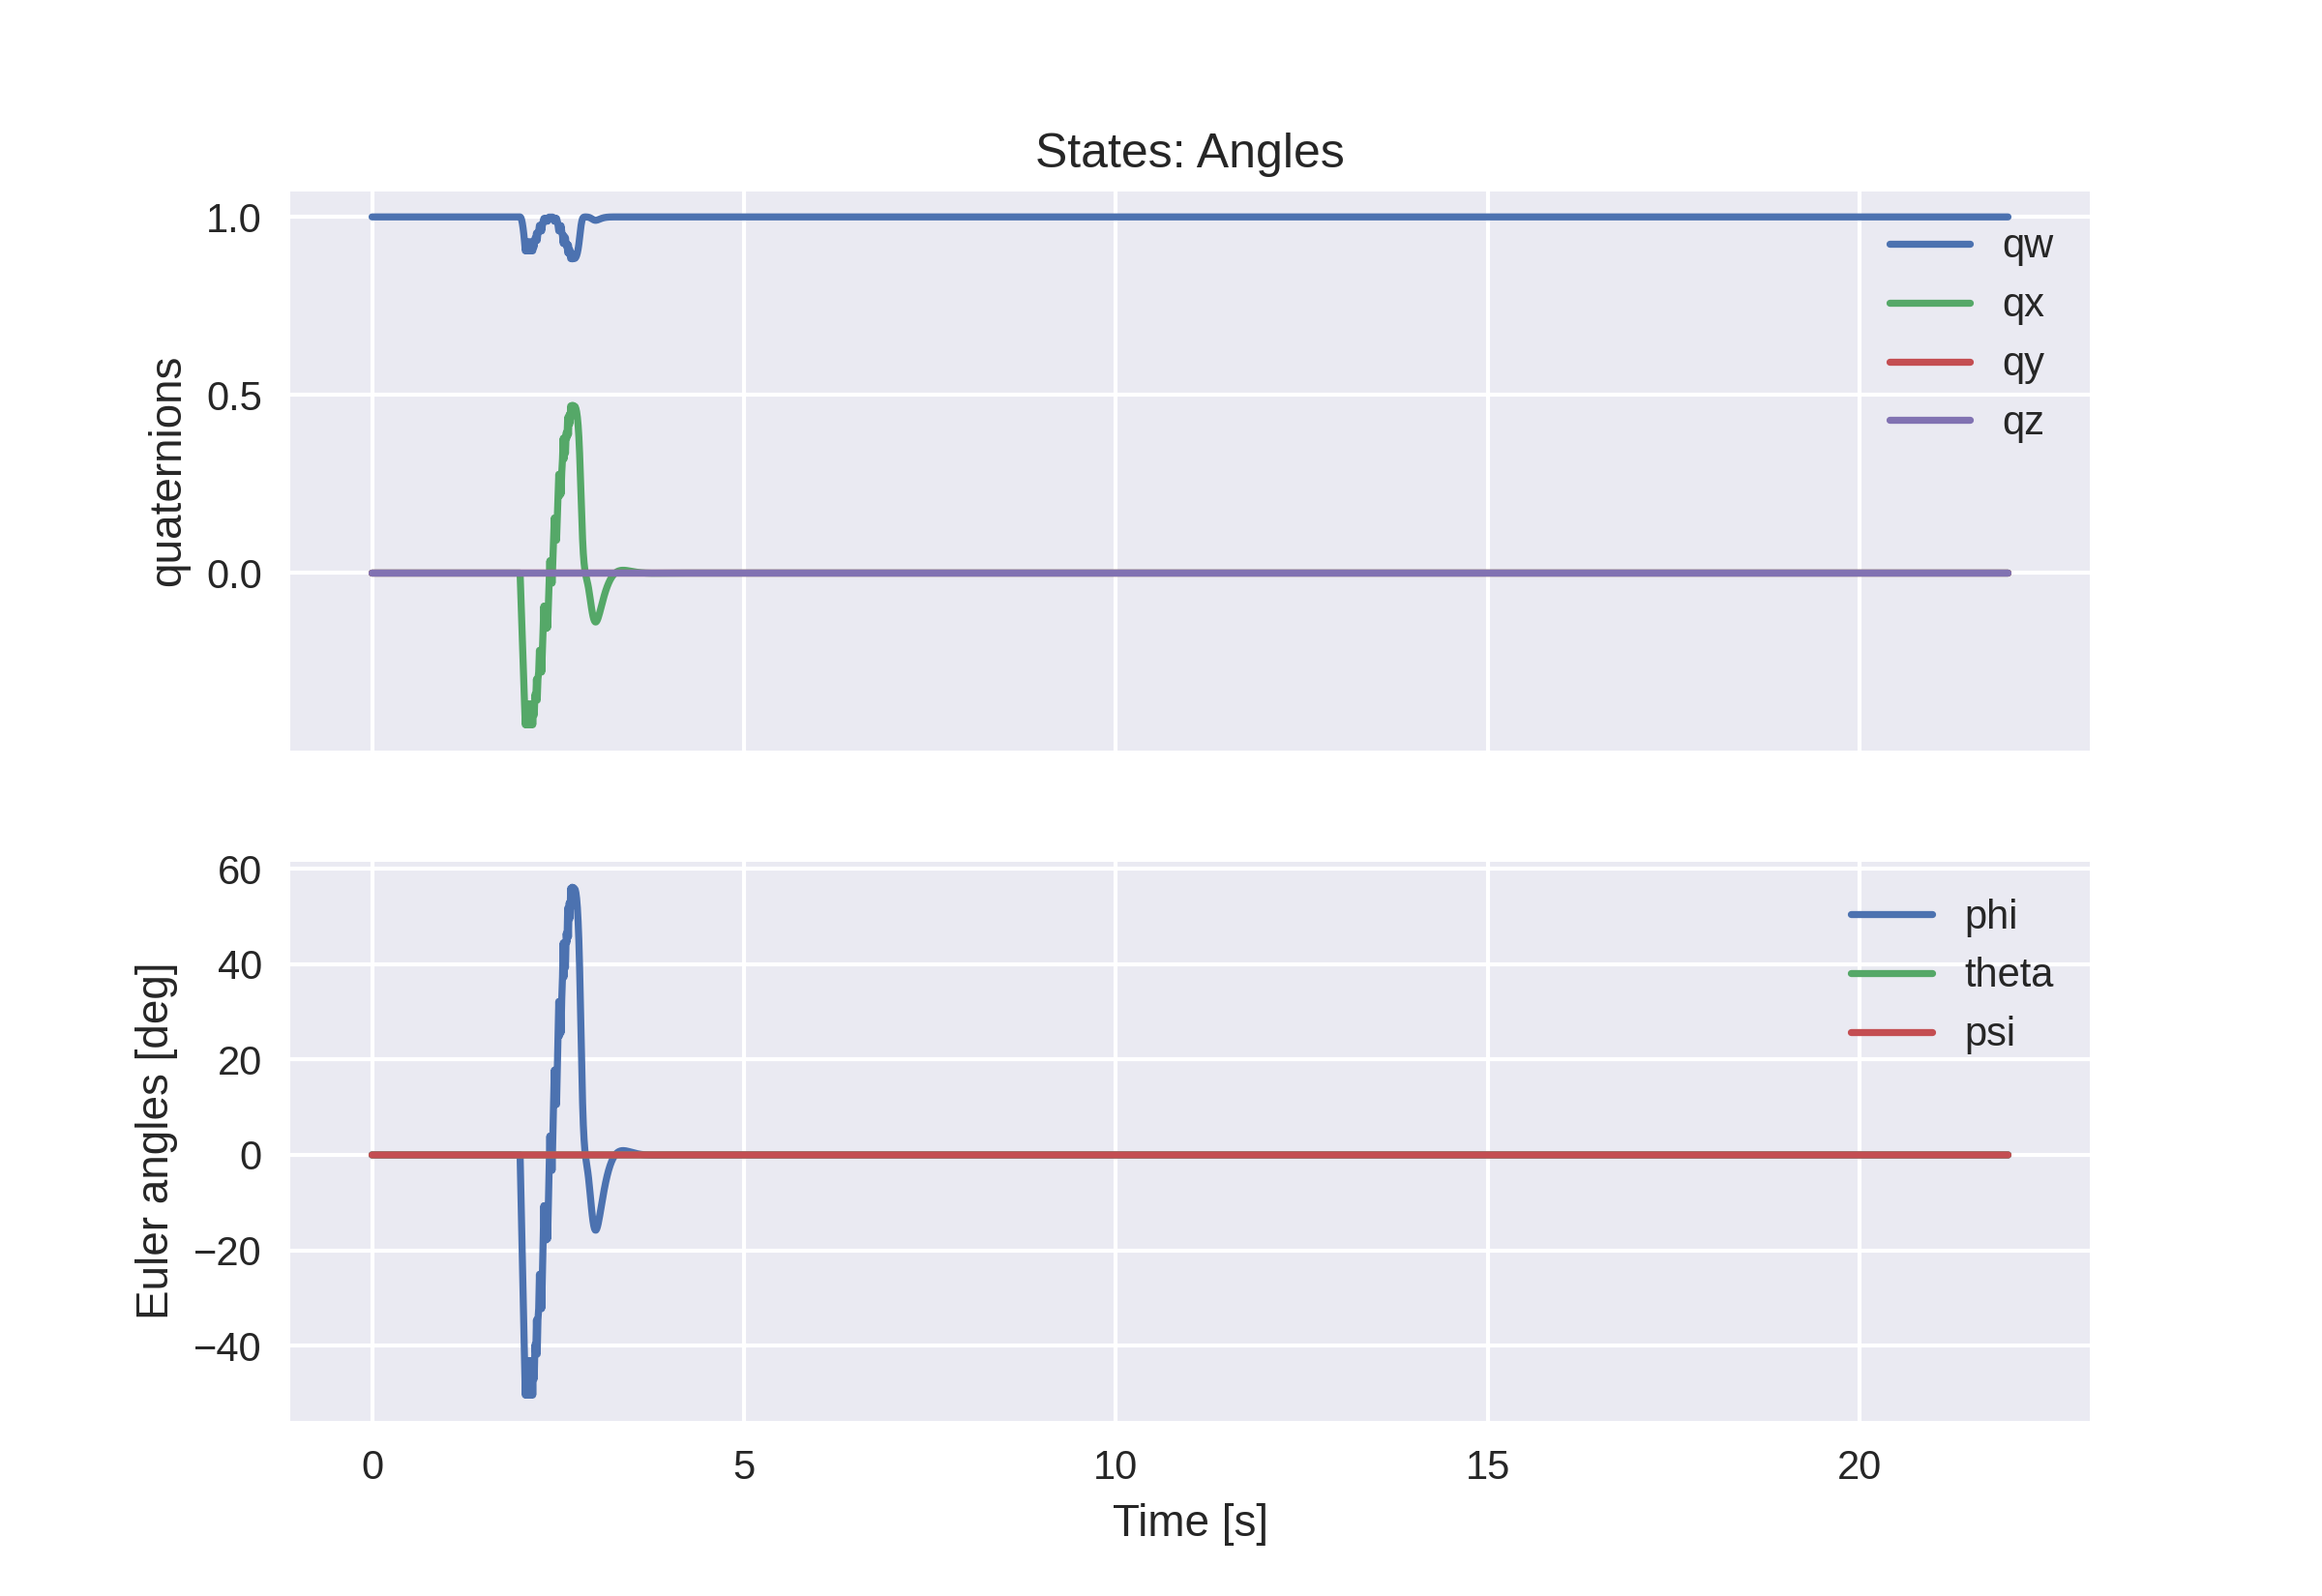 States: Angles
quaternions
1.0
0.5
0.0
qw
qx
qy
qz
Euler angles [deg]
60
40
20
0
−20
−40
phi
theta
psi
0
5
10
15
20
Time [s]